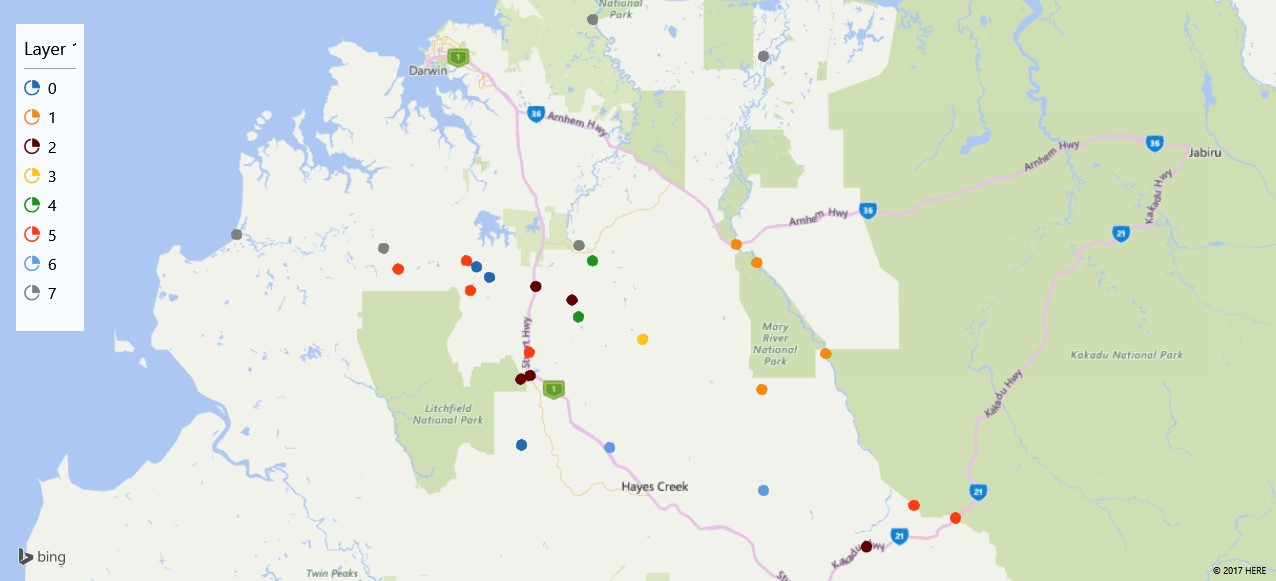 Layer 1
0
1
2
3
4
5
6
7
National
Park
1
Darwin
36
Arnhem Hwy
Arnhem Hwy
36
Jabiru
Arnhem Hwy
36
Kakadu Hwy
21
Stuart Hwy
Mary
River
National
Park
Kakadu National Park
1
Litchfield
National Park
Kakadu Hwy
Hayes Creek
21
21
Kakadu Hwy
bing
Twin Peaks
© 2017 HERE